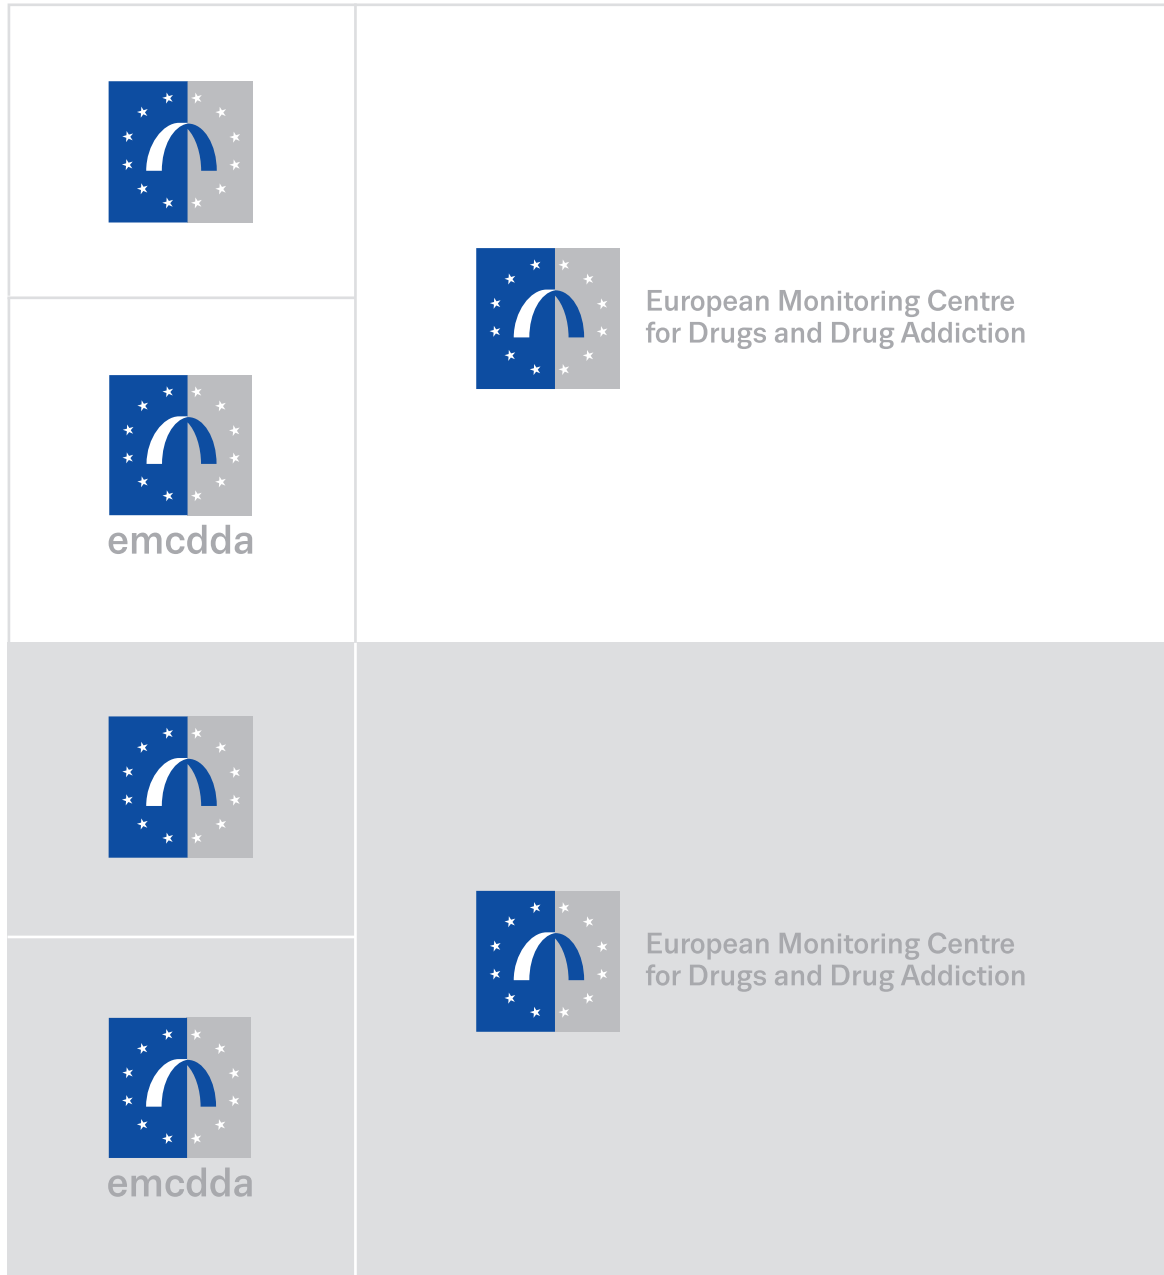 European Monitoring Centre
for Drugs and Drug Addiction
emcdda
European Monitoring Centre
for Drugs and Drug Addiction
emcdda